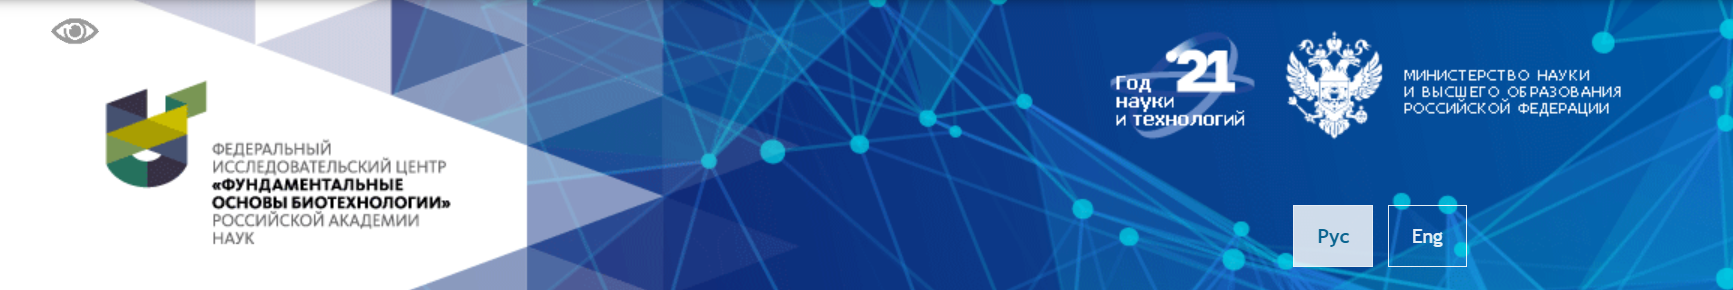 ФЕДЕРАЛЬНЫЙ
ИССЛЕДОВАТЕЛЬСКИЙ ЦЕНТР
«ФУНДАМЕНТАЛЬНЫЕ
ОСНОВЫ БИОТЕХНОЛОГИИ»
РОССИЙСКОЙ АКАДЕМИИ
НАУК
'21
Год
науки
и технологий
МИНИСТЕРСТВО НАУКИ
И ВЫСШЕГО ОБРАЗОВАНИЯ
РОССИЙСКОЙ ФЕДЕРАЦИИ
Рус
Eng